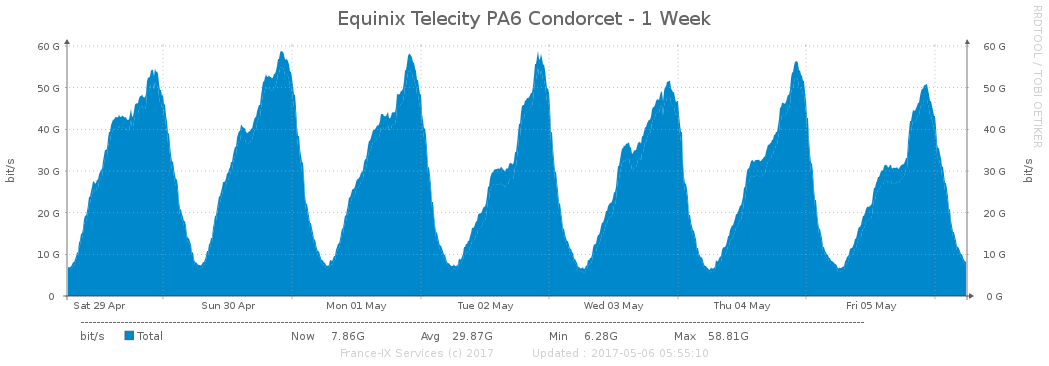 Equinix Telecity PA6 Condorcet - 1 Week
RRDTOOL / TOBI OETIKER
60 G 60 G
50 G 50 G
40 G 40 G
30 G 30 G
20 G 20 G
10 G 10 G
0 0 G
bit/s bit/s
Sat 29 Apr Sun 30 Apr Mon 01 May Tue 02 May Wed 03 May Thu 04 May Fri 05 May
bit/s Total Now 7.86G Avg 29.87G Min 6.28G Max 58.81G
France-IX Services (c) 2017 Updated : 2017-05-06 05:55:10